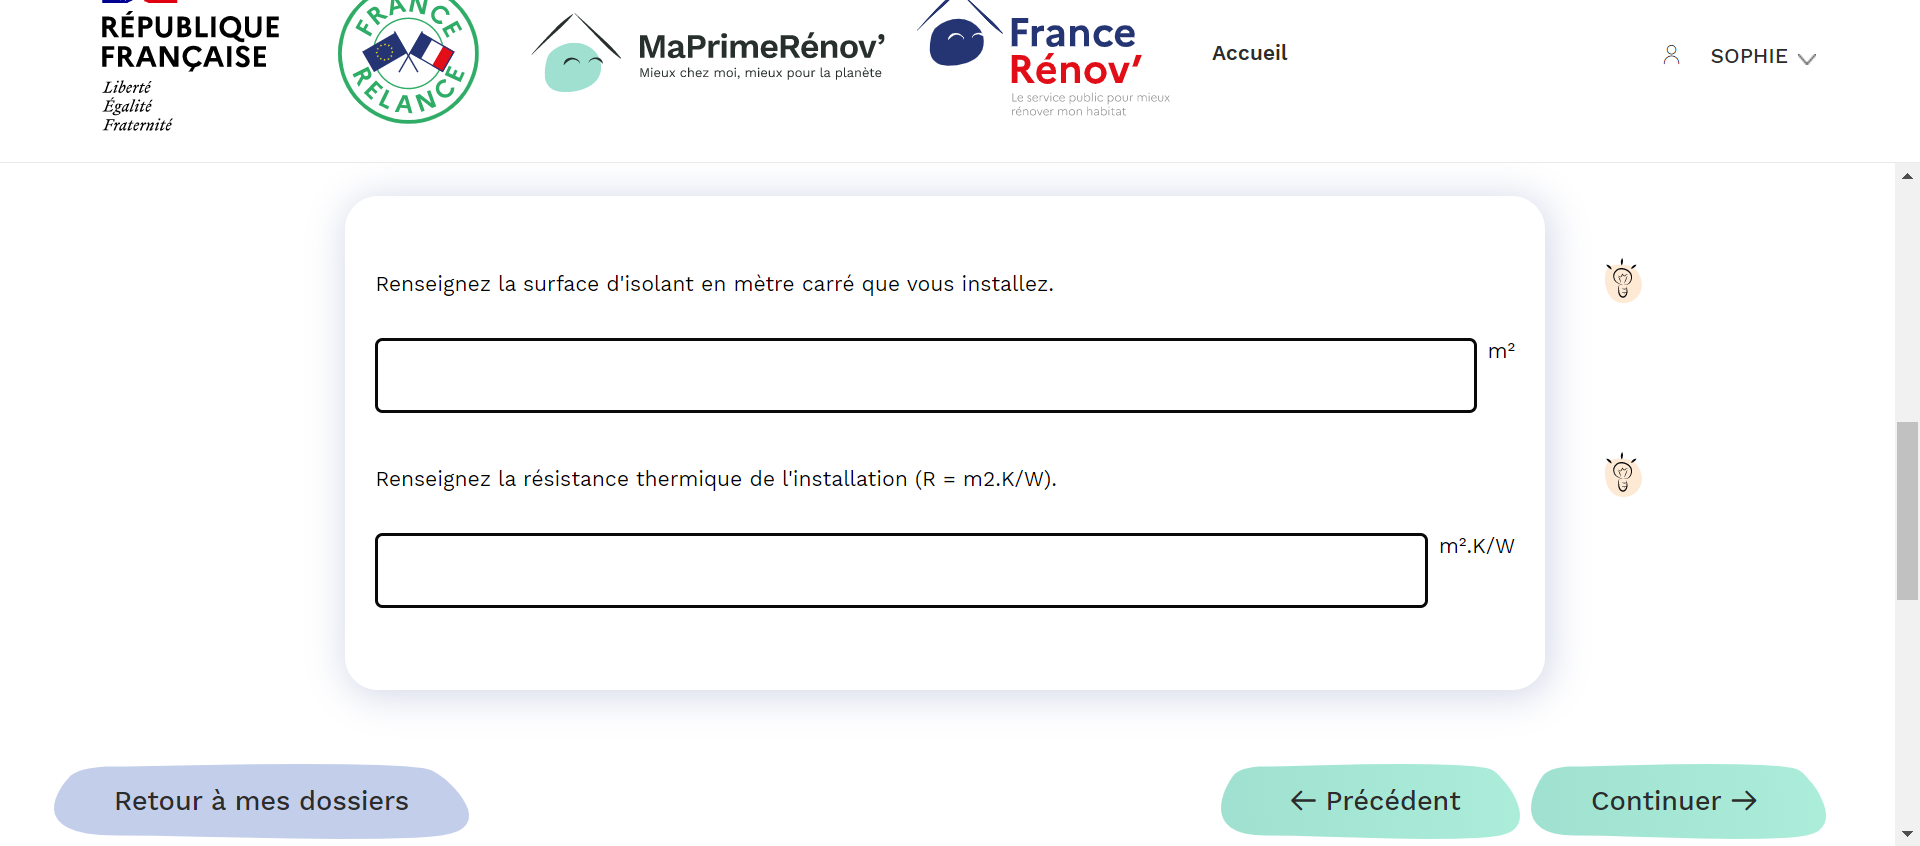 RÉPUBLIQUE
FRANÇAISE
Liberté
Égalité
Fraternité
FRANCE
RELANCE
MaPrimeRénov’
Mieux chez moi, mieux pour la planète
France
Rénov’
Le service public pour mieux
rénover mon habitat
Accueil
SOPHIE
Renseignez la surface d'isolant en mètre carré que vous installez.
m²
Renseignez la résistance thermique de l'installation (R = m2.K/W).
m².K/W
Retour à mes dossiers
← Précédent
Continuer →